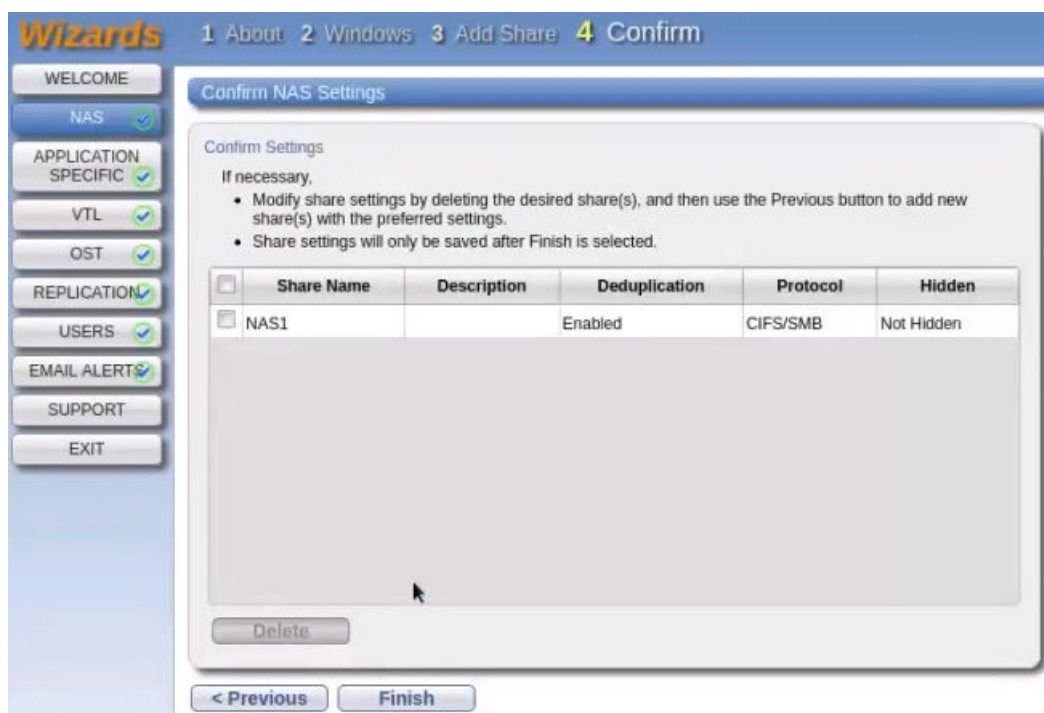 Wizards
1 About 2 Windows 3 Add Share 4 Confirm
WELCOME
NAS
APPLICATION
SPECIFIC
VTL
OST
REPLICATION
USERS
EMAIL ALERTS
SUPPORT
EXIT
Confirm NAS Settings
Confirm Settings
If necessary,
• Modify share settings by deleting the desired share(s), and then use the Previous button to add new
share(s) with the preferred settings.
• Share settings will only be saved after Finish is selected.
Share Name Description Deduplication Protocol Hidden
NAS1 Enabled CIFS/SMB Not Hidden
Delete
< Previous Finish